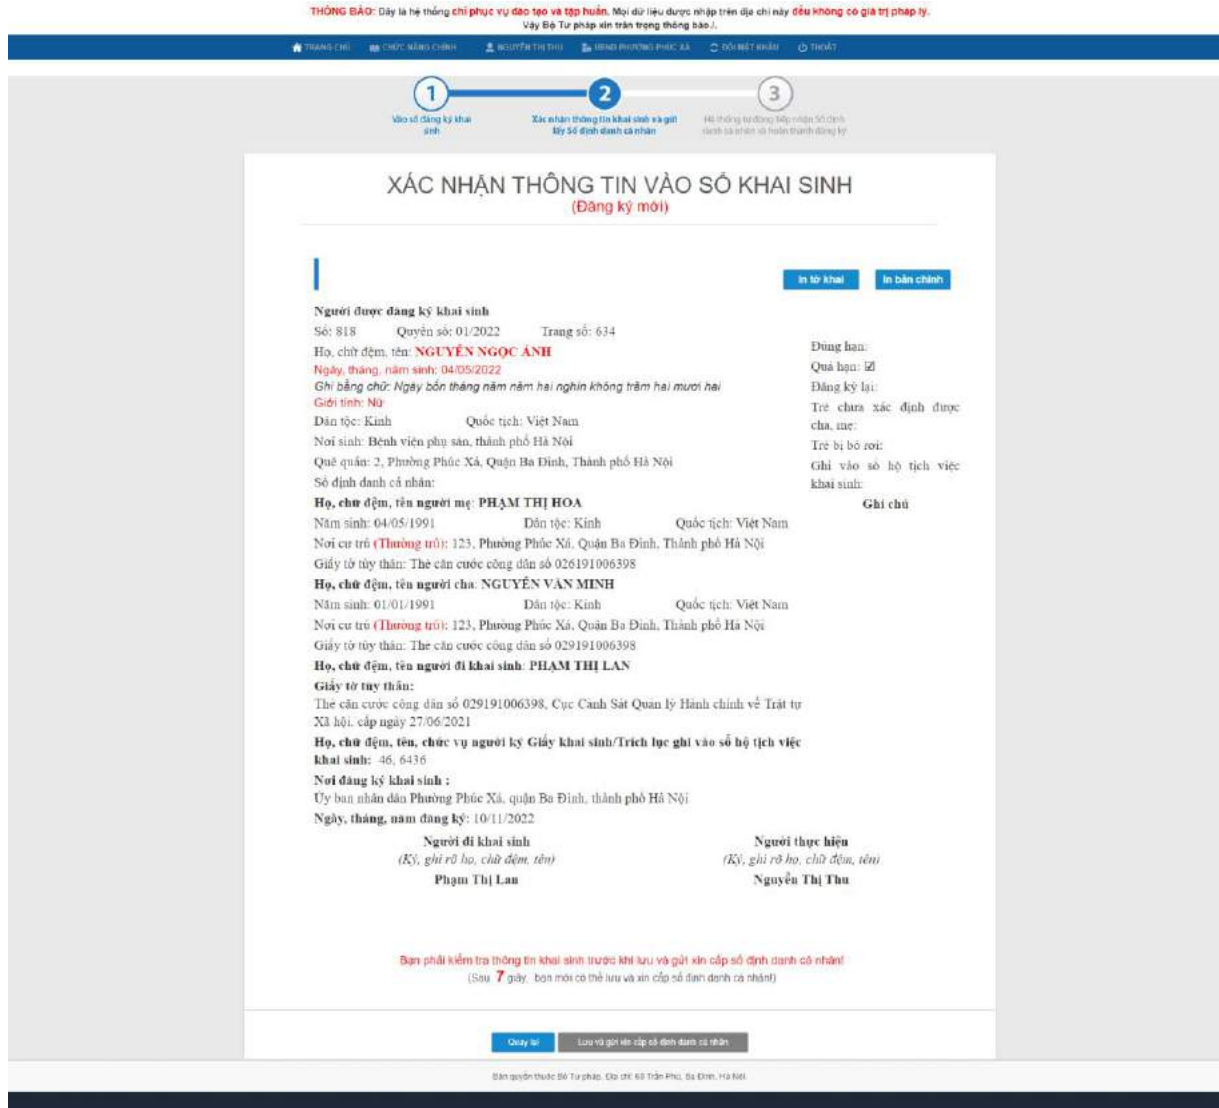 THÔNG BÁO: Đây là hệ thống chỉ phục vụ đào tạo và tập huấn. Mọi dữ liệu được nhập trên địa chỉ này đều không có giá trị pháp lý.
Vậy Bộ Tư pháp xin trân trọng thông báo./.
TRANG CHỦ CHỨC NĂNG CHÍNH NGUYỄN THỊ THU UBND PHƯỜNG PHÚC XÁ ĐỔI MẬT KHẨU THOÁT
1 2 3
Vào sổ đăng ký khai sinh
Xác nhận thông tin khai sinh và gửi lấy Số định danh cá nhân
Hệ thống tự động tiếp nhận Số định danh cá nhân và hoàn thành đăng ký
XÁC NHẬN THÔNG TIN VÀO SỔ KHAI SINH
(Đăng ký mới)
In tờ khai In bản chính
Người được đăng ký khai sinh
Số: 818 Quyển số: 01/2022 Trang số: 634
Họ, chữ đệm, tên: NGUYỄN NGỌC ÁNH
Ngày, tháng, năm sinh: 04/05/2022
Ghi bằng chữ: Ngày bốn tháng năm năm hai nghìn không trăm hai mươi hai
Giới tính: Nữ
Dân tộc: Kinh Quốc tịch: Việt Nam
Nơi sinh: Bệnh viện phụ sản, thành phố Hà Nội
Quê quán: 2, Phường Phúc Xá, Quận Ba Đình, Thành phố Hà Nội
Số định danh cá nhân:
Đúng hạn:
Quá hạn: ☑
Đăng ký lại:
Trẻ chưa xác định được
cha, mẹ:
Trẻ bị bỏ rơi:
Ghi vào sổ hộ tịch việc
khai sinh:
Ghi chú
Họ, chữ đệm, tên người mẹ: PHẠM THỊ HOA
Năm sinh: 04/05/1991 Dân tộc: Kinh Quốc tịch: Việt Nam
Nơi cư trú (Thường trú): 123, Phường Phúc Xá, Quận Ba Đình, Thành phố Hà Nội
Giấy tờ tùy thân: Thẻ căn cước công dân số 026191006398
Họ, chữ đệm, tên người cha: NGUYỄN VĂN MINH
Năm sinh: 01/01/1991 Dân tộc: Kinh Quốc tịch: Việt Nam
Nơi cư trú (Thường trú): 123, Phường Phúc Xá, Quận Ba Đình, Thành phố Hà Nội
Giấy tờ tùy thân: Thẻ căn cước công dân số 029191006398
Họ, chữ đệm, tên người đi khai sinh: PHẠM THỊ LAN
Giấy tờ tùy thân:
Thẻ căn cước công dân số 029191006398, Cục Cảnh Sát Quản lý Hành chính về Trật tự
Xã hội, cấp ngày 27/06/2021
Họ, chữ đệm, tên, chức vụ người ký Giấy khai sinh/Trích lục ghi vào sổ hộ tịch việc
khai sinh: 46, 6436
Nơi đăng ký khai sinh :
Ủy ban nhân dân Phường Phúc Xá, quận Ba Đình, thành phố Hà Nội
Ngày, tháng, năm đăng ký: 10/11/2022
Người đi khai sinh Người thực hiện
(Ký, ghi rõ họ, chữ đệm, tên) (Ký, ghi rõ họ, chữ đệm, tên)
Phạm Thị Lan Nguyễn Thị Thu
Bạn phải kiểm tra thông tin khai sinh trước khi lưu và gửi xin cấp số định danh cá nhân!
(Sau 7 giây, bạn mới có thể lưu và xin cấp số định danh cá nhân!)
Quay lại Lưu và gửi xin cấp số định danh cá nhân
Bản quyền thuộc Bộ Tư pháp. Địa chỉ: 60 Trần Phú, Ba Đình, Hà Nội.